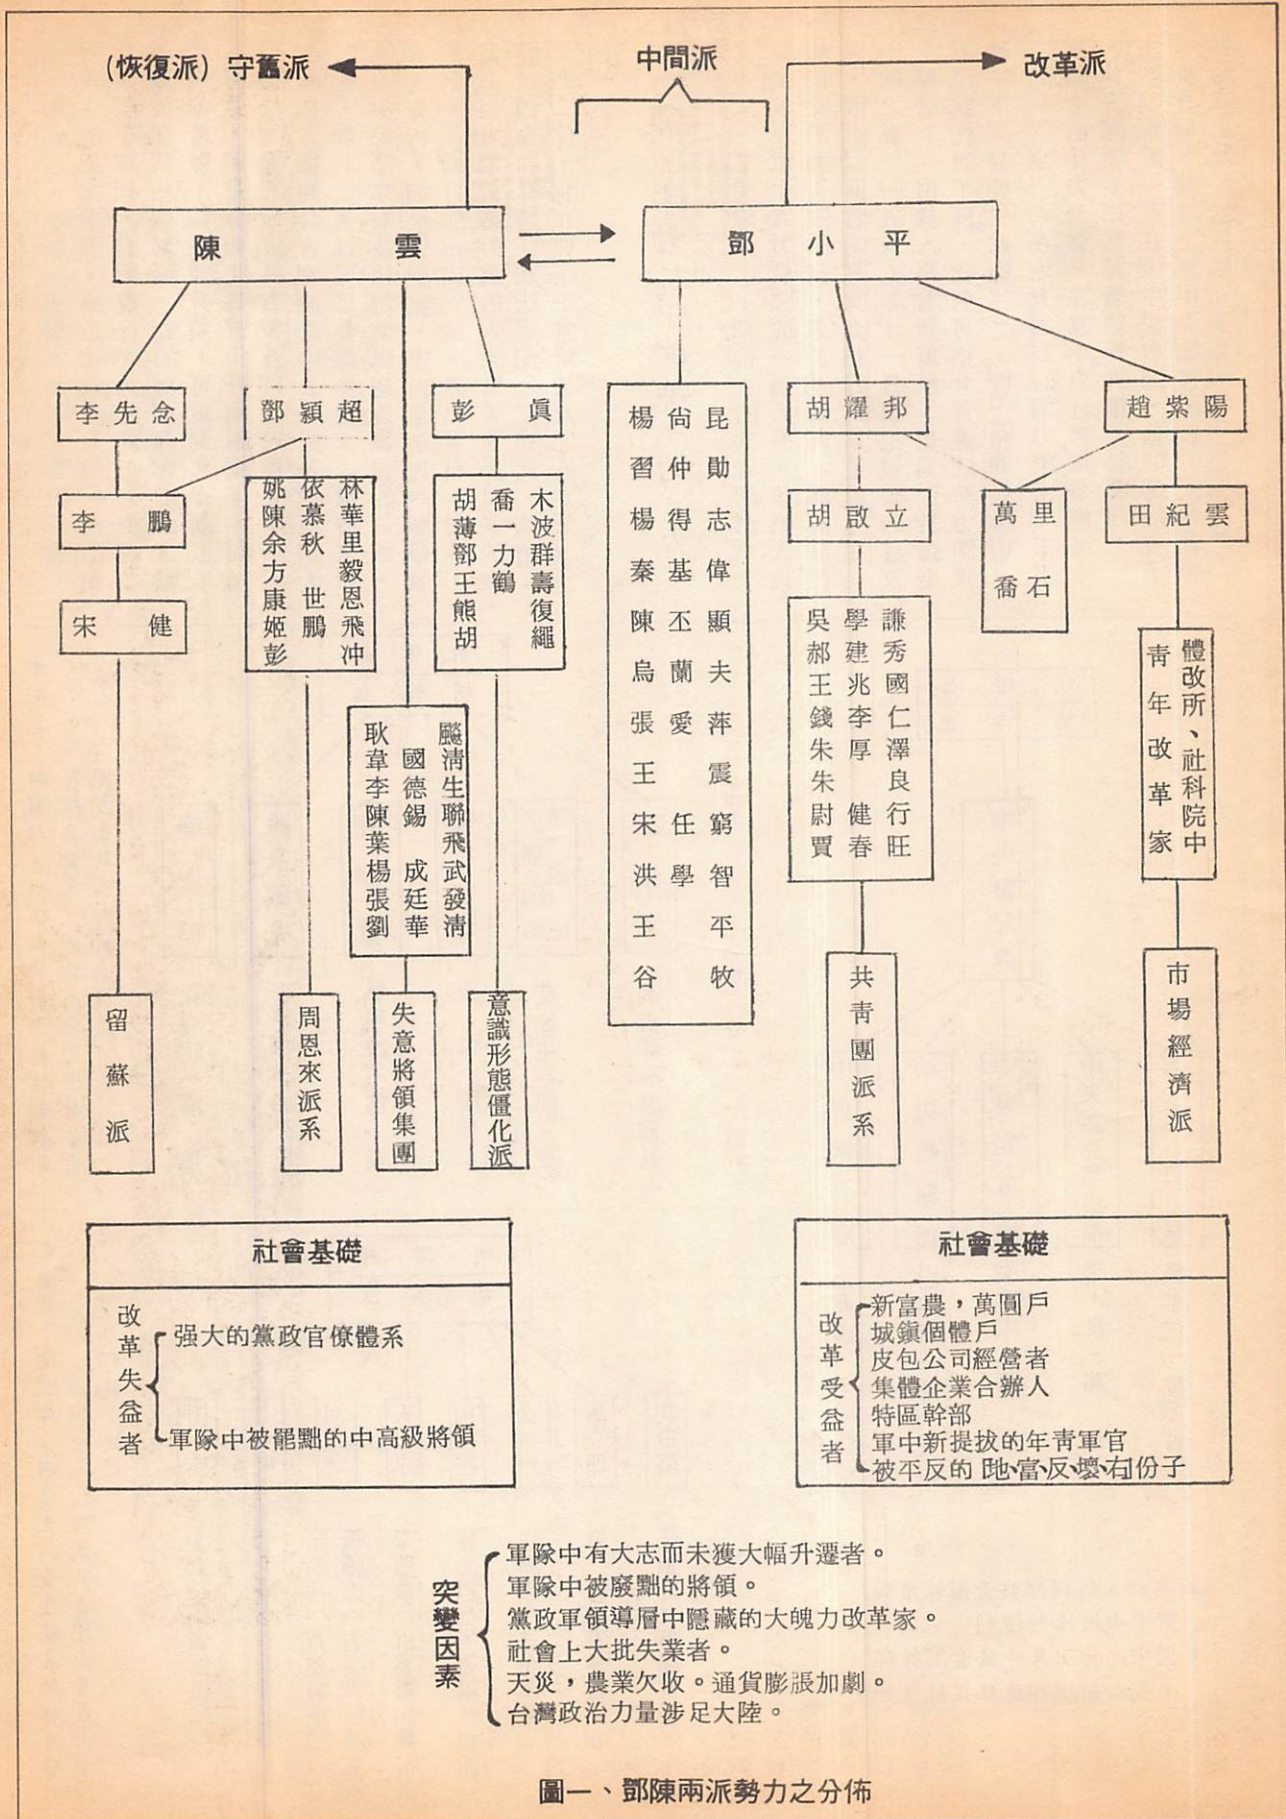 (恢復派) 守舊派
中間派
改革派
陳雲
鄧小平
李先念
鄧穎超
彭真
胡耀邦
趙紫陽
李鵬
宋健
姚依林
陳慕華
余秋里
方毅
康世恩
姬鵬飛
彭冲
胡喬木
薄一波
鄧力群
王鶴壽
熊復
胡繩
耿飈
韋國清
李德生
陳錫聯
葉飛
楊成武
張廷發
劉華清
楊尚昆
習仲勛
楊得志
秦基偉
陳丕顯
烏蘭夫
張愛萍
王震
宋任窮
洪學智
王平
谷牧
胡啟立
萬里
喬石
田紀雲
吳學謙
郝建秀
王兆國
錢李仁
朱厚澤
朱良
尉健行
賈春旺
體改所、社科院中
青年改革家
留蘇派
周恩來派系
失意將領集團
意識形態僵化派
共青團派系
市場經濟派
社會基礎
改革失益者
强大的黨政官僚體系
軍隊中被罷黜的中高級將領
社會基礎
改革受益者
新富農，萬圓戶
城鎮個體戶
皮包公司經營者
集體企業合辦人
特區幹部
軍中新提拔的年青軍官
被平反的「地、富、反、壞、右」份子
突變因素
軍隊中有大志而未獲大幅升遷者。
軍隊中被廢黜的將領。
黨政軍領導層中隱藏的大魄力改革家。
社會上大批失業者。
天災，農業欠收。通貨膨脹加劇。
台灣政治力量涉足大陸。
圖一、鄧陳兩派勢力之分佈